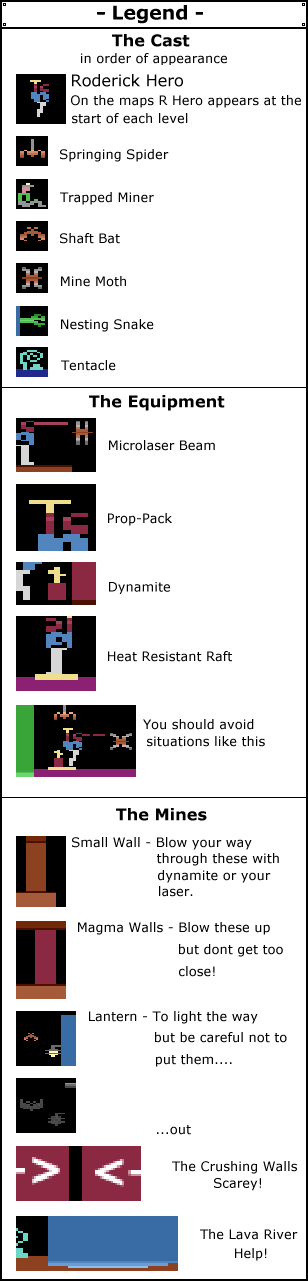 - Legend -
The Cast
in order of appearance
Roderick Hero
On the maps R Hero appears at the
start of each level
Springing Spider
Trapped Miner
Shaft Bat
Mine Moth
Nesting Snake
Tentacle
The Equipment
Microlaser Beam
Prop-Pack
Dynamite
Heat Resistant Raft
You should avoid
situations like this
The Mines
Small Wall - Blow your way
through these with
dynamite or your
laser.
Magma Walls - Blow these up
but dont get too
close!
Lantern - To light the way
but be careful not to
put them....
...out
The Crushing Walls
Scarey!
The Lava River
Help!